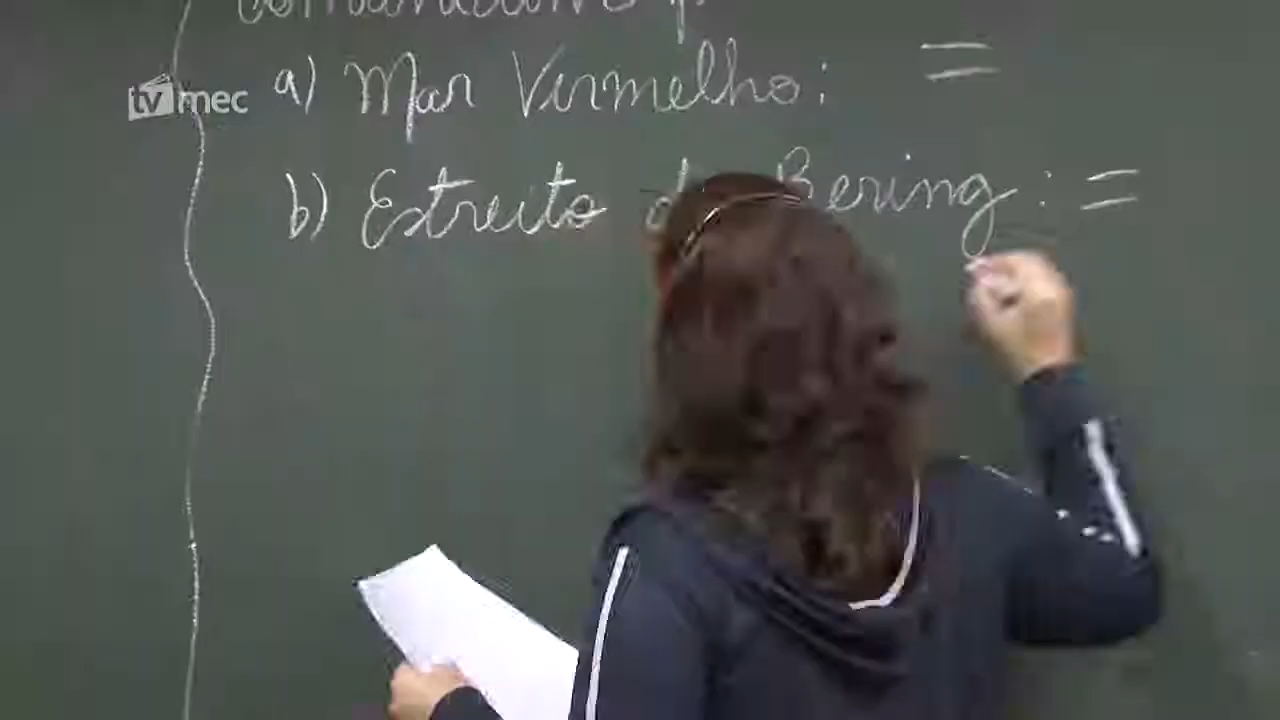 a) Mar Vermelho: =
tv mec
b) Estreito de Bering : =